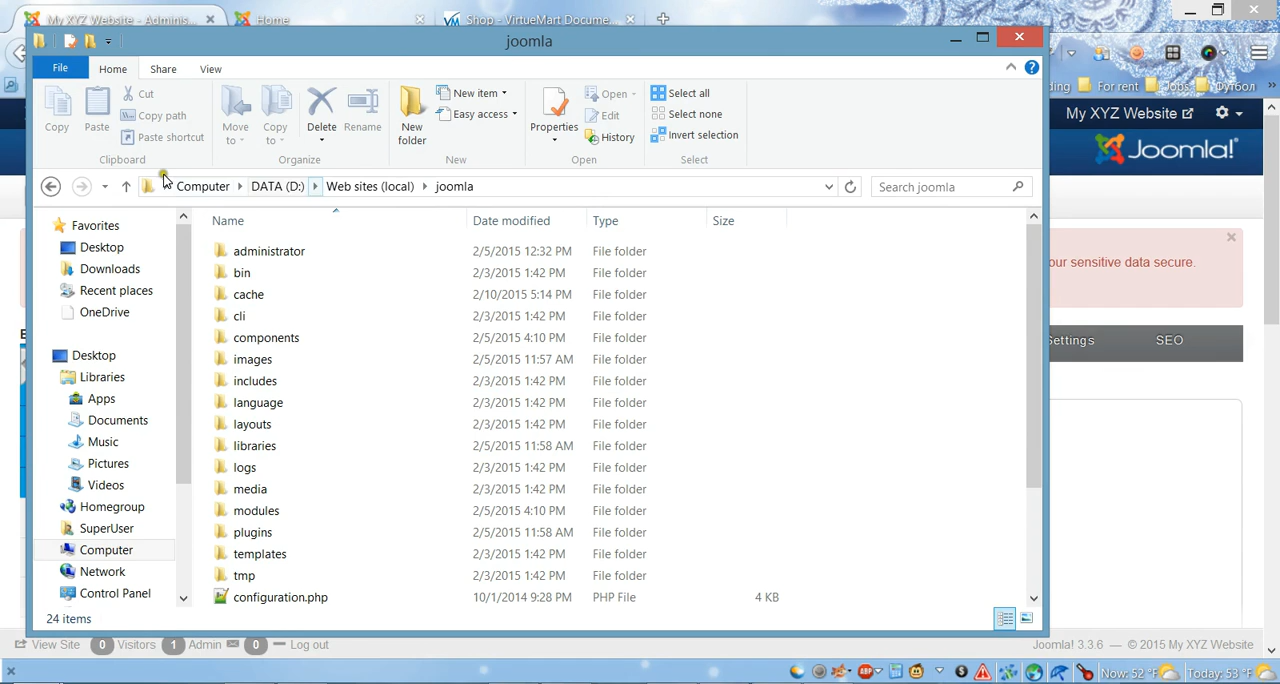 My XYZ Website - Adminis...
Home
Shop - VirtueMart Docume...
joomla
File Home Share View
Copy
Paste
Cut
Copy path
Paste shortcut
Clipboard
Move to
Copy to
Delete
Rename
Organize
New folder
New item
Easy access
New
Properties
Open
Edit
History
Open
Select all
Select none
Invert selection
Select
Computer DATA (D:) Web sites (local) joomla
Search joomla
For rent
Jobs
Футбол
My XYZ Website
Joomla!
our sensitive data secure.
SEO
Favorites
Desktop
Downloads
Recent places
OneDrive
Desktop
Libraries
Apps
Documents
Music
Pictures
Videos
Homegroup
SuperUser
Computer
Network
Control Panel
Name Date modified Type Size
administrator 2/5/2015 12:32 PM File folder
bin 2/3/2015 1:42 PM File folder
cache 2/10/2015 5:14 PM File folder
cli 2/3/2015 1:42 PM File folder
components 2/5/2015 4:10 PM File folder
images 2/5/2015 11:57 AM File folder
includes 2/3/2015 1:42 PM File folder
language 2/3/2015 1:42 PM File folder
layouts 2/3/2015 1:42 PM File folder
libraries 2/5/2015 11:58 AM File folder
logs 2/3/2015 1:42 PM File folder
media 2/3/2015 1:42 PM File folder
modules 2/5/2015 4:10 PM File folder
plugins 2/5/2015 11:58 AM File folder
templates 2/3/2015 1:42 PM File folder
tmp 2/3/2015 1:42 PM File folder
configuration.php 10/1/2014 9:28 PM PHP File 4 KB
24 items
View Site 0 Visitors 1 Admin 0 Log out
Joomla! 3.3.6 — © 2015 My XYZ Website
Now: 52 °F Today: 53 °F